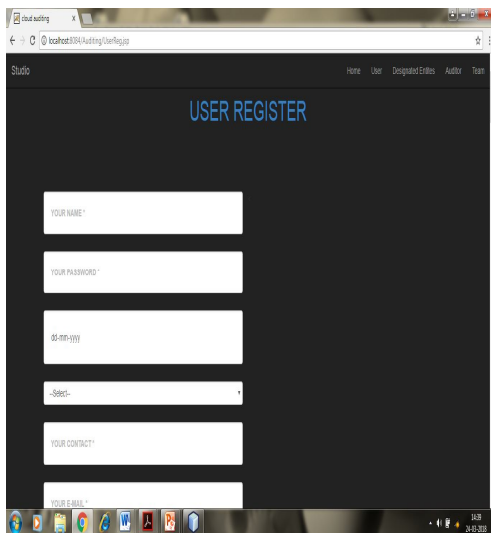 cloud auditing x
localhost:8084/Auditing/UserReg.jsp
Studio Home User Designated Entites Auditor Team
USER REGISTER
YOUR NAME *
YOUR PASSWORD *
dd-mm-yyyy
--Select--
YOUR CONTACT *
YOUR E-MAIL *
14:39
24-03-2018